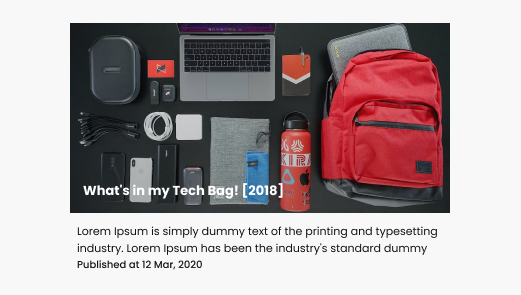 What's in my Tech Bag! [2018]
Lorem Ipsum is simply dummy text of the printing and typesetting
industry. Lorem Ipsum has been the industry's standard dummy
Published at 12 Mar, 2020